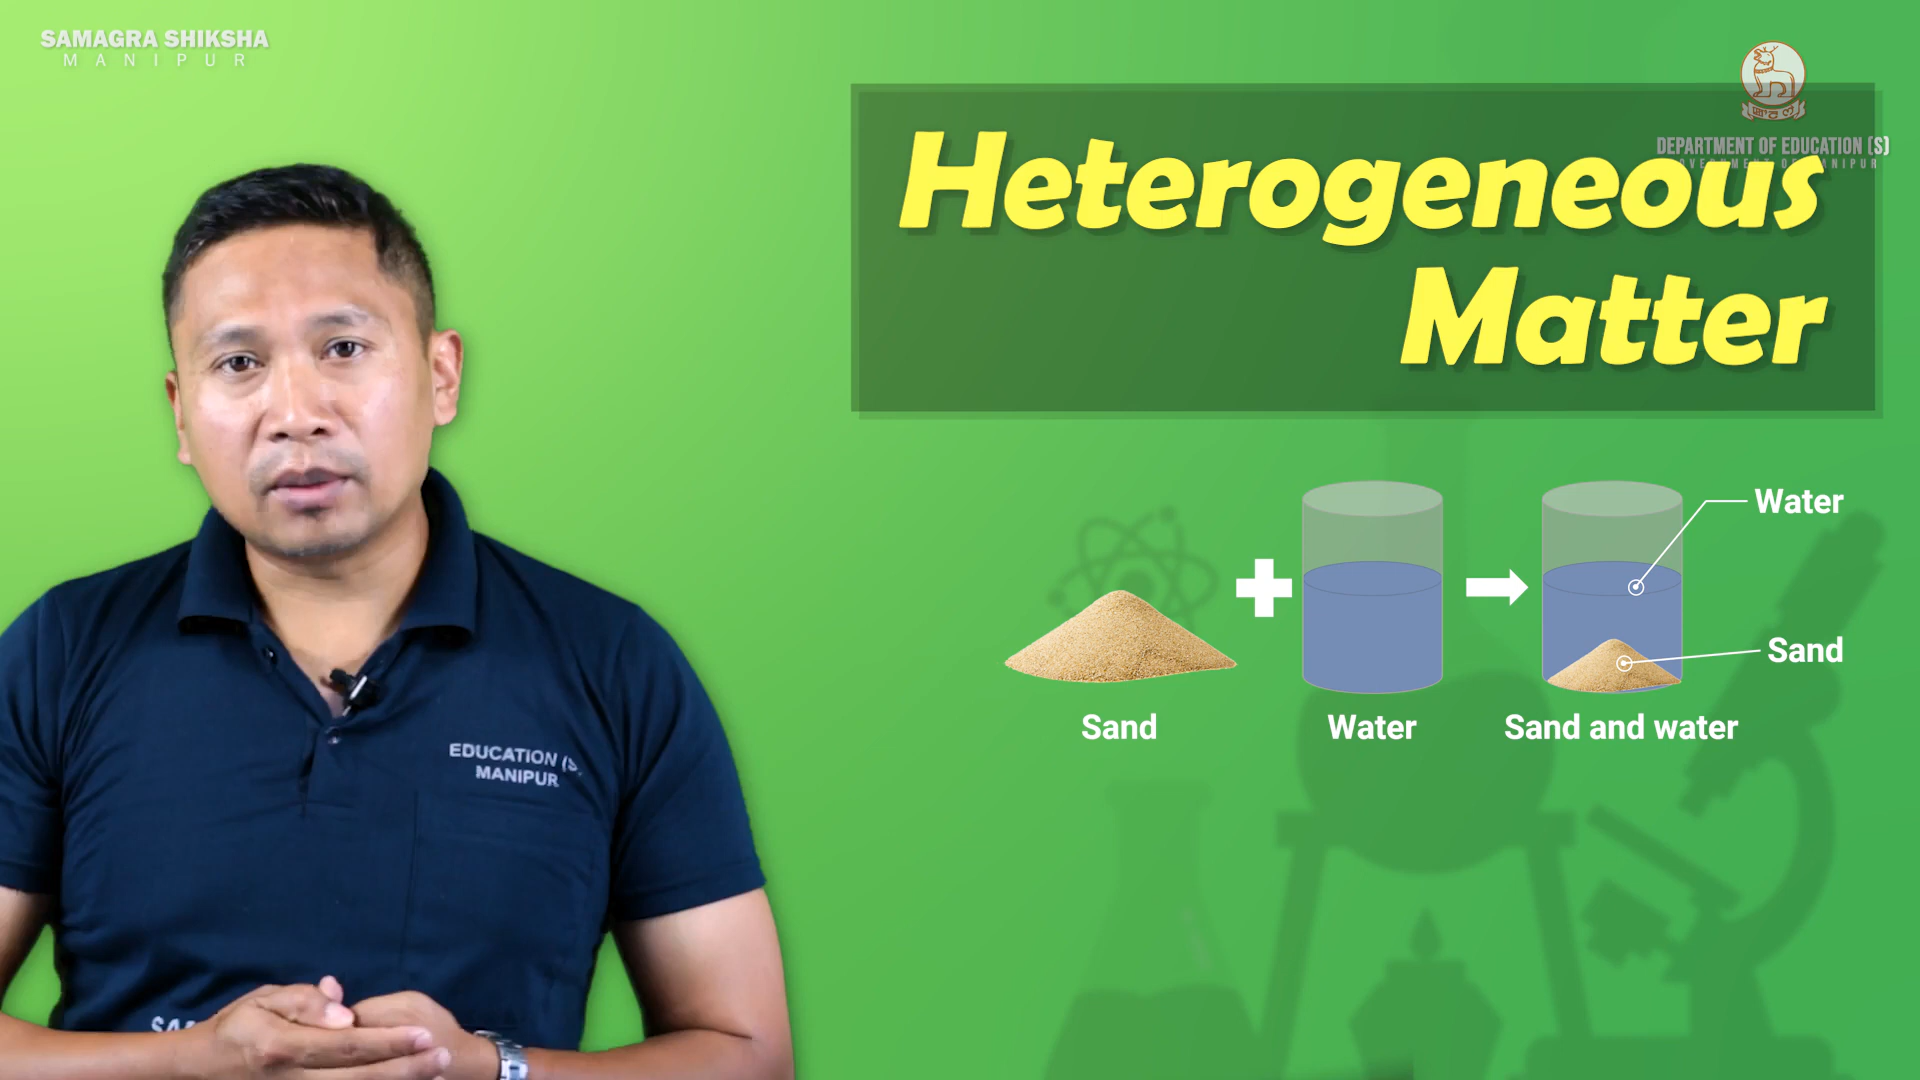 SAMAGRA SHIKSHA
MANIPUR
DEPARTMENT OF EDUCATION (S)
Heterogeneous
Matter
Water
Sand
Sand
Water
Sand and water
EDUCATION (S)
MANIPUR